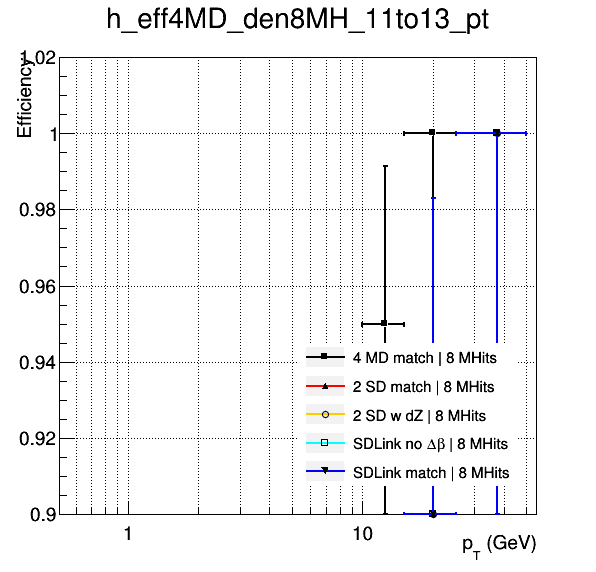 h_eff4MD_den8MH_11to13_pt
Efficiency
1.02
1
0.98
0.96
0.94
0.92
0.9
4 MD match | 8 MHits
2 SD match | 8 MHits
2 SD w dZ | 8 MHits
SDLink no Δβ | 8 MHits
SDLink match | 8 MHits
1
10
p_T (GeV)